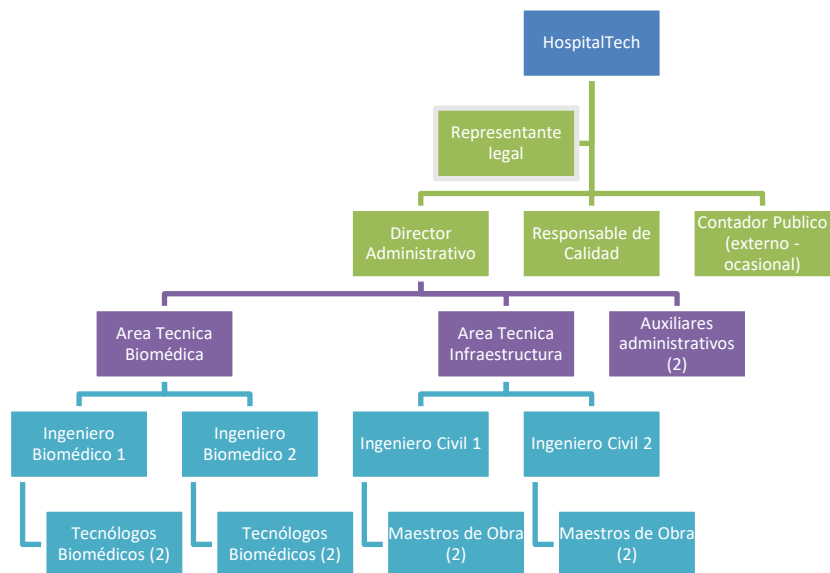 HospitalTech
Representante
legal
Director
Administrativo
Responsable de
Calidad
Contador Publico
(externo -
ocasional)
Area Tecnica
Biomédica
Area Tecnica
Infraestructura
Auxiliares
administrativos
(2)
Ingeniero
Biomédico 1
Ingeniero
Biomedico 2
Ingeniero Civil 1
Ingeniero Civil 2
Tecnólogos
Biomédicos (2)
Tecnólogos
Biomédicos (2)
Maestros de Obra
(2)
Maestros de Obra
(2)